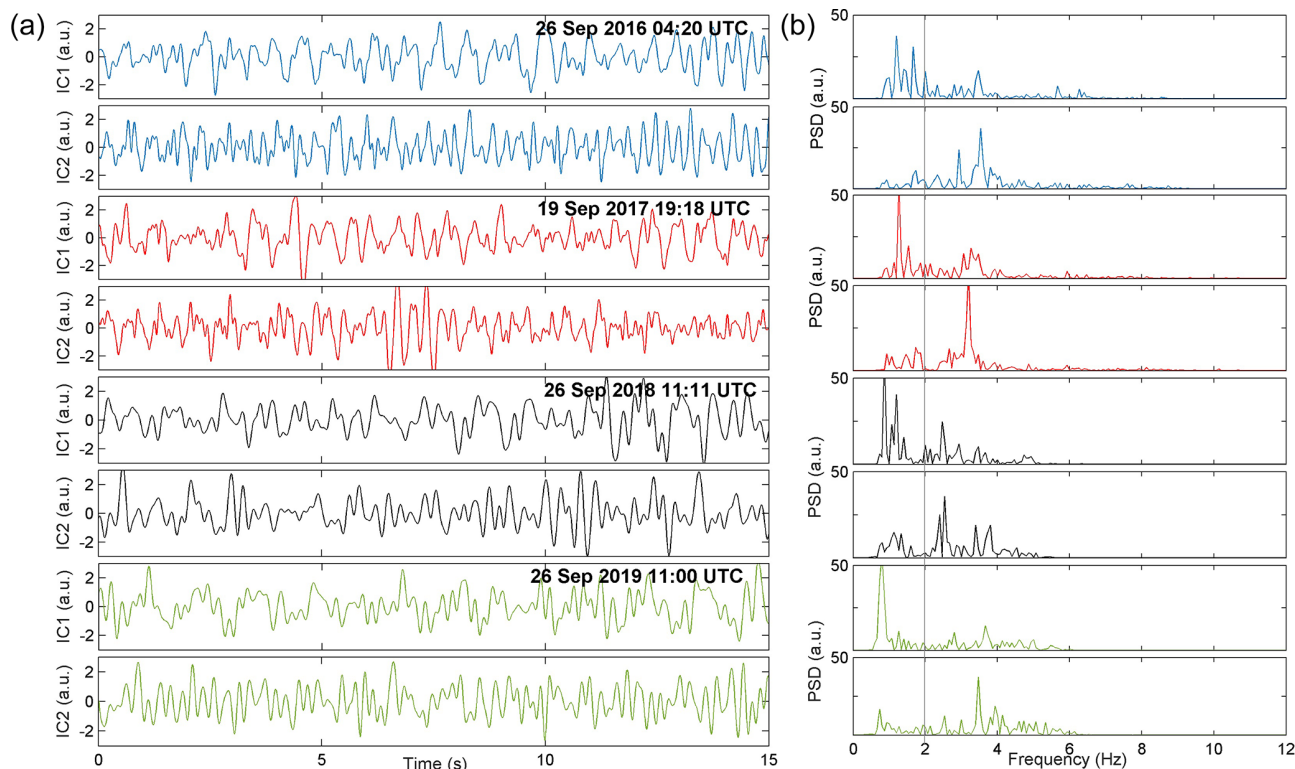 (a)
(b)
26 Sep 2016 04:20 UTC
IC1 (a.u.)
2
0
-2
IC2 (a.u.)
2
0
-2
19 Sep 2017 19:18 UTC
IC1 (a.u.)
2
0
-2
IC2 (a.u.)
2
0
-2
26 Sep 2018 11:11 UTC
IC1 (a.u.)
2
0
-2
IC2 (a.u.)
2
0
-2
26 Sep 2019 11:00 UTC
IC1 (a.u.)
2
0
-2
IC2 (a.u.)
2
0
-2
0 5 10 15
Time (s)
50
PSD (a.u.)
50
50
PSD (a.u.)
50
50
PSD (a.u.)
50
50
PSD (a.u.)
50
0 2 4 6 8 10 12
Frequency (Hz)